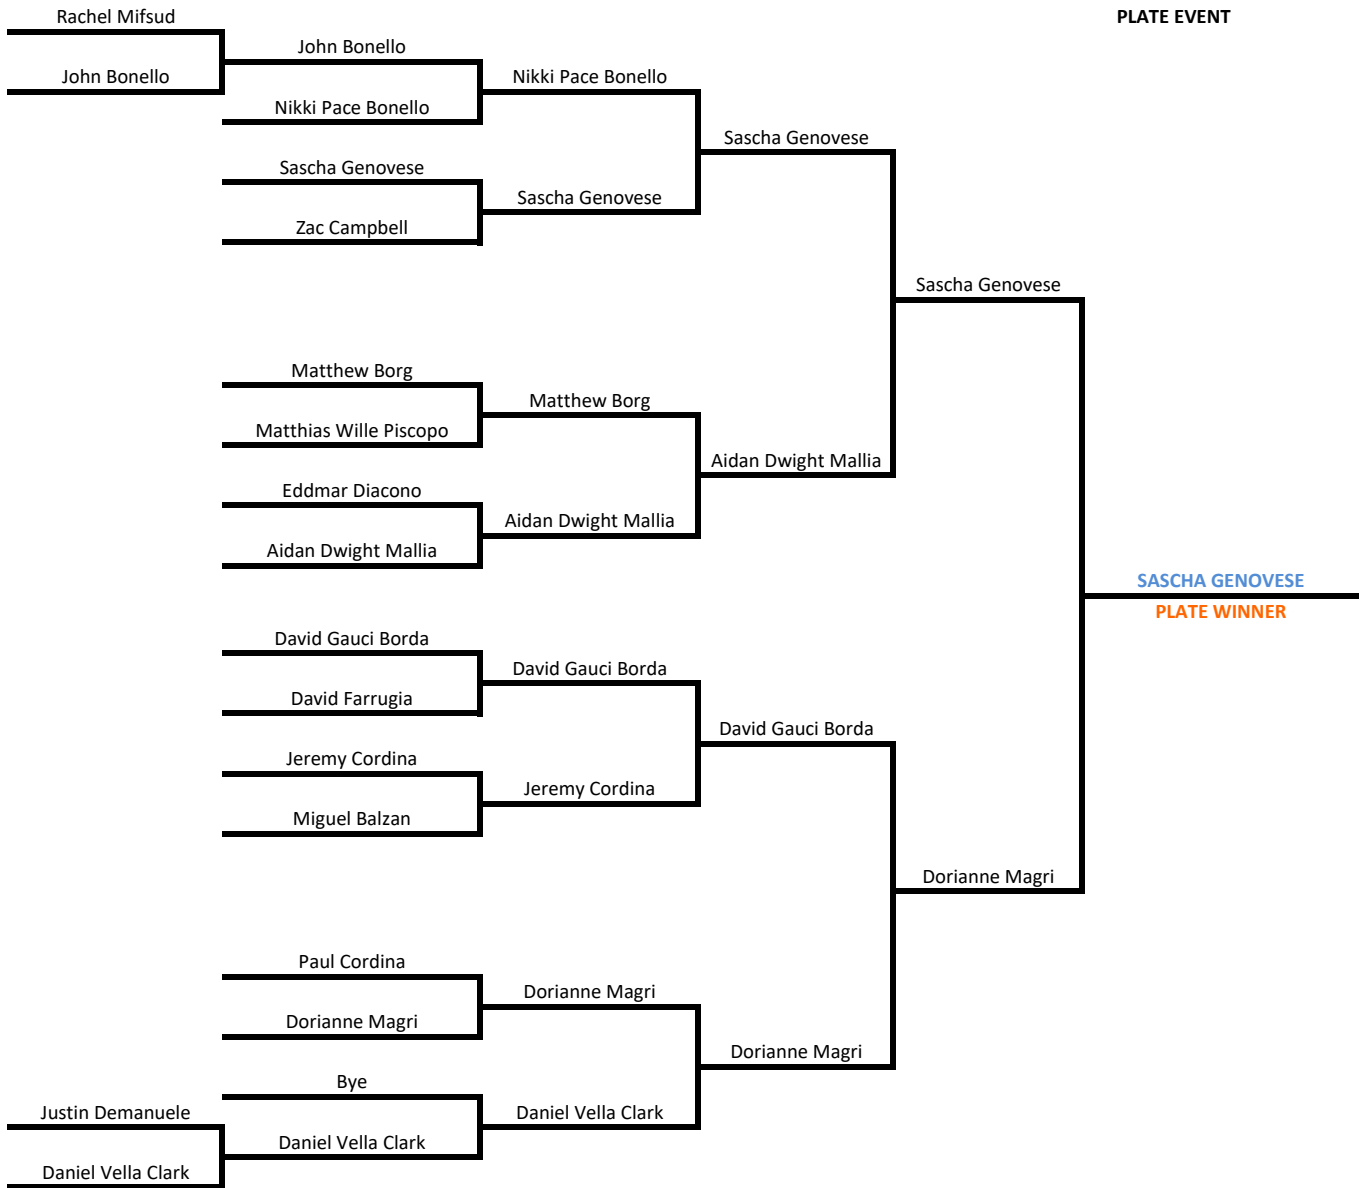 Rachel Mifsud
PLATE EVENT
John Bonello
John Bonello
Nikki Pace Bonello
Nikki Pace Bonello
Sascha Genovese
Sascha Genovese
Sascha Genovese
Zac Campbell
Sascha Genovese
Matthew Borg
Matthew Borg
Matthias Wille Piscopo
Aidan Dwight Mallia
Eddmar Diacono
Aidan Dwight Mallia
Aidan Dwight Mallia
SASCHA GENOVESE
PLATE WINNER
David Gauci Borda
David Gauci Borda
David Farrugia
David Gauci Borda
Jeremy Cordina
Jeremy Cordina
Miguel Balzan
Dorianne Magri
Paul Cordina
Dorianne Magri
Dorianne Magri
Dorianne Magri
Bye
Justin Demanuele
Daniel Vella Clark
Daniel Vella Clark
Daniel Vella Clark